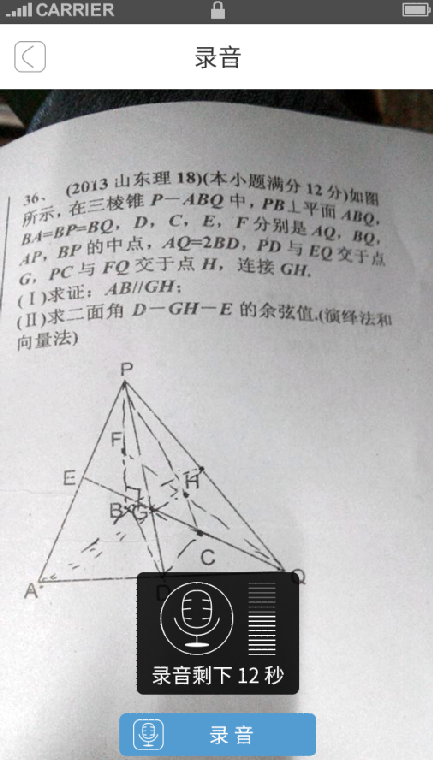 CARRIER
录音
36. (2013 山东理 18)(本小题满分 12 分)如图
所示，在三棱锥 P-ABQ 中，PB⊥平面 ABQ，
BA=BP=BQ，D，C，E，F 分别是 AQ，BQ，
AP，BP 的中点，AQ=2BD，PD 与 EQ 交于点
G，PC 与 FQ 交于点 H，连接 GH.
(Ⅰ)求证：AB//GH；
(Ⅱ)求二面角 D-GH-E 的余弦值.(演绎法和
向量法)
P
F
E
H
B G
C
A
D
Q
录音剩下 12 秒
录 音